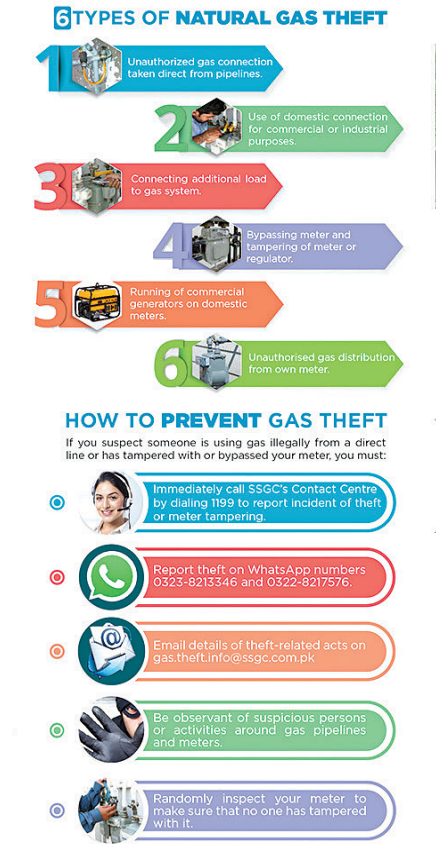 6 TYPES OF NATURAL GAS THEFT
1
Unauthorized gas connection
taken direct from pipelines.
2
Use of domestic connection
for commercial or industrial
purposes.
3
Connecting additional load
to gas system.
4
Bypassing meter and
tampering of meter or
regulator.
5
Running of commercial
generators on domestic
meters.
6
Unauthorised gas distribution
from own meter.
HOW TO PREVENT GAS THEFT
If you suspect someone is using gas illegally from a direct
line or has tampered with or bypassed your meter, you must:
Immediately call SSGC's Contact Centre
by dialing 1199 to report incident of theft
or meter tampering.
Report theft on WhatsApp numbers
0323-8213346 and 0322-8217576.
Email details of theft-related acts on
gas.theft.info@ssgc.com.pk
Be observant of suspicious persons
or activities around gas pipelines
and meters.
Randomly inspect your meter to
make sure that no one has tampered
with it.